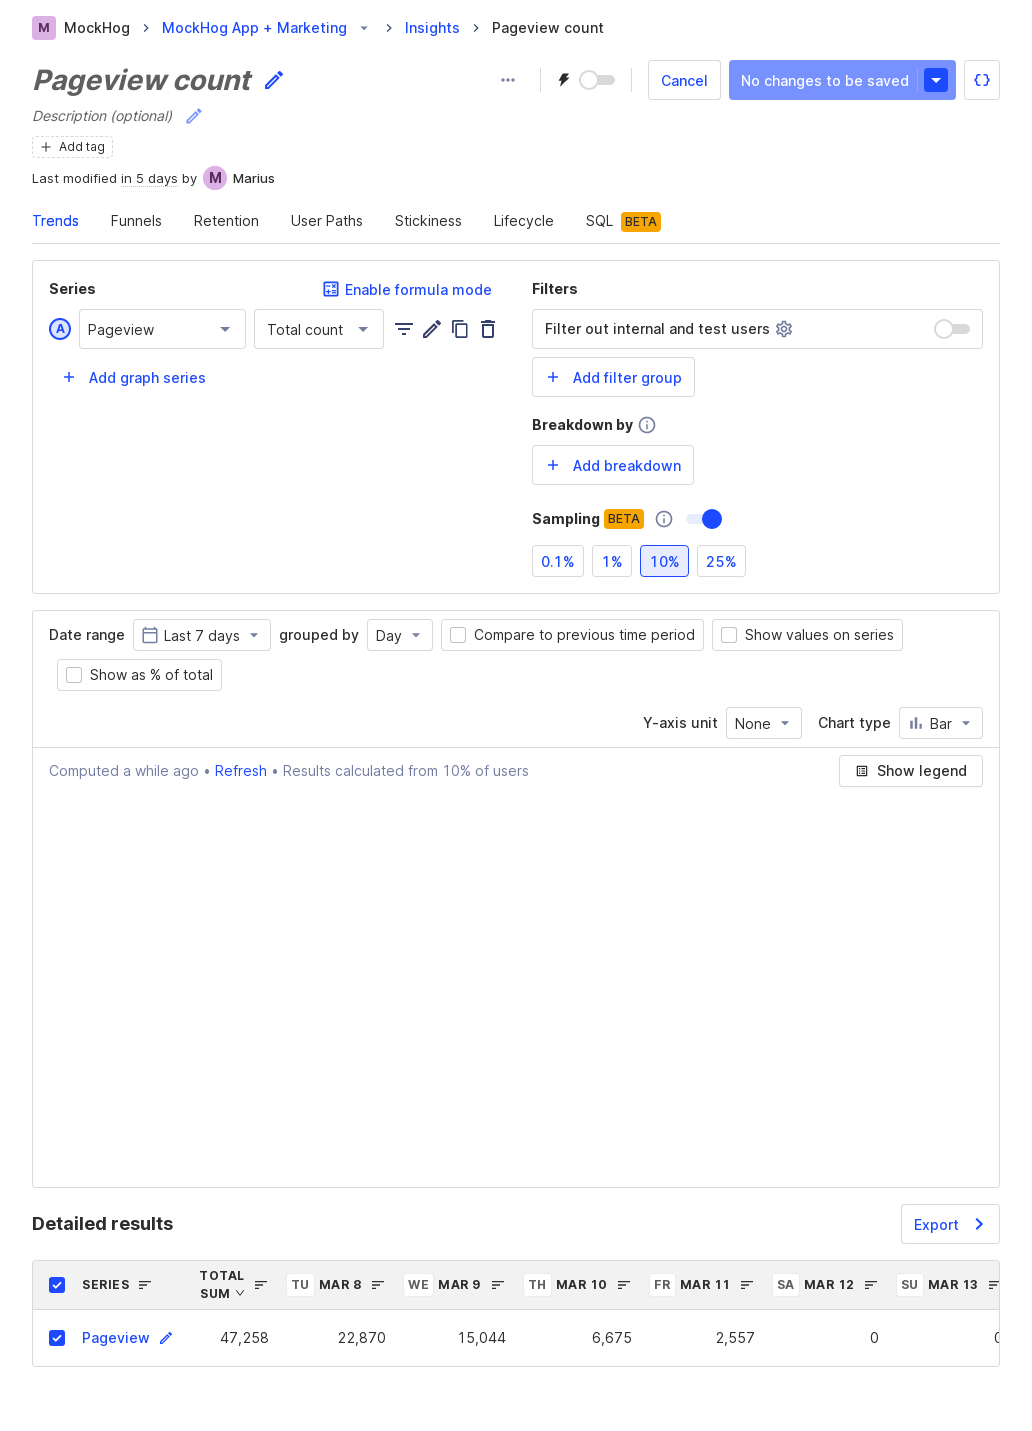 M MockHog > MockHog App + Marketing > Insights > Pageview count
Pageview count
Cancel No changes to be saved
Description (optional)
+ Add tag
Last modified in 5 days by M Marius
Trends Funnels Retention User Paths Stickiness Lifecycle SQL BETA
Series Enable formula mode
A Pageview Total count
+ Add graph series
Filters
Filter out internal and test users
+ Add filter group
Breakdown by
+ Add breakdown
Sampling BETA
0.1% 1% 10% 25%
Date range Last 7 days grouped by Day Compare to previous time period Show values on series
Show as % of total
Y-axis unit None Chart type Bar
Computed a while ago • Refresh • Results calculated from 10% of users Show legend
Detailed results Export
SERIES TOTAL SUM TU MAR 8 WE MAR 9 TH MAR 10 FR MAR 11 SA MAR 12 SU MAR 13
Pageview 47,258 22,870 15,044 6,675 2,557 0 0